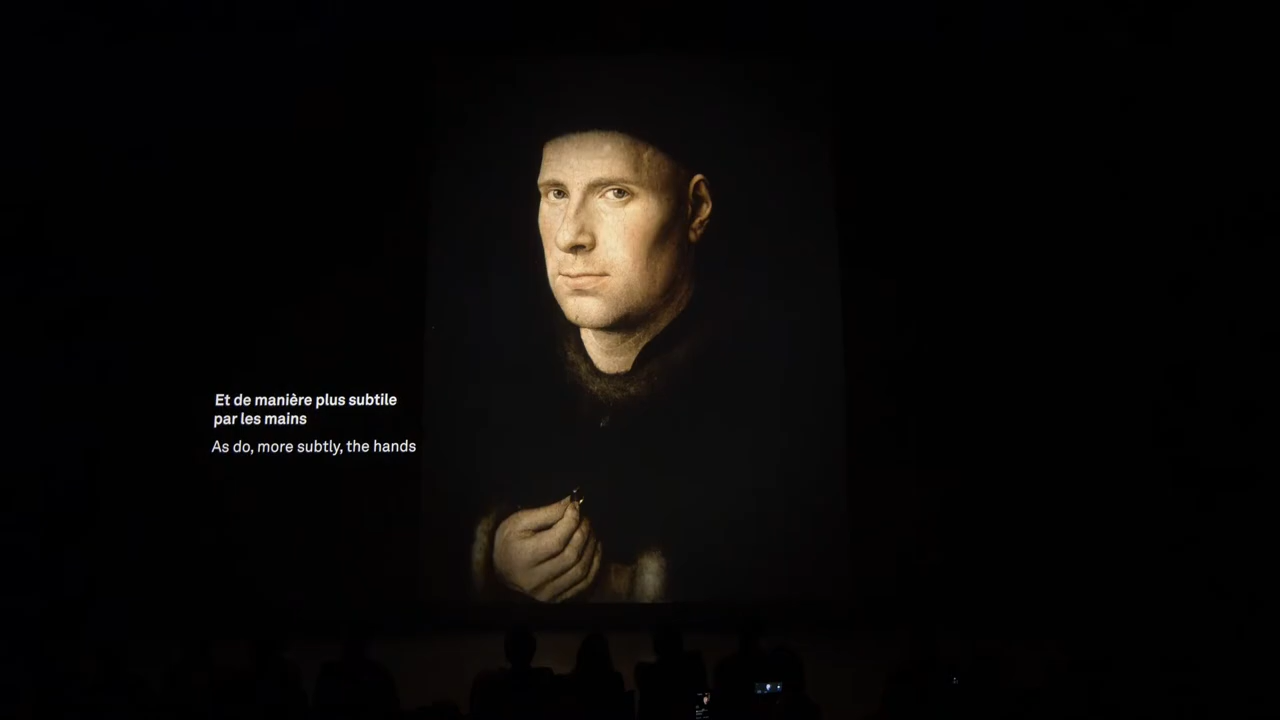 Et de manière plus subtile
par les mains
As do, more subtly, the hands